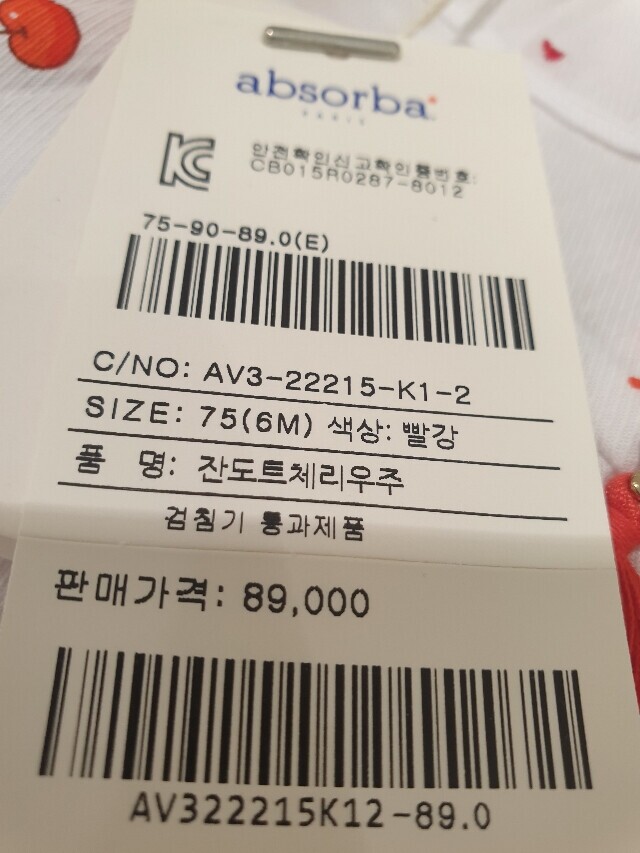 absorba
PARIS
안전확인신고확인증번호:
CB015R0287-8012
75-90-89.0(E)
C/NO: AV3-22215-K1-2
SIZE: 75(6M) 색상: 빨강
품 명: 잔도트체리우주
검침기 통과제품
판매가격: 89,000
AV322215K12-89.0